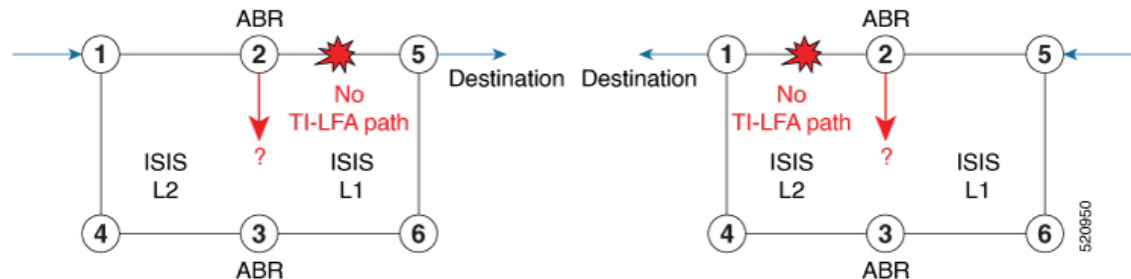 ABR
1
2
5
Destination
No
TI-LFA path
?
ISIS
L2
ISIS
L1
4
3
6
ABR
ABR
1
2
5
Destination
No
TI-LFA path
?
ISIS
L2
ISIS
L1
4
3
6
ABR
520950